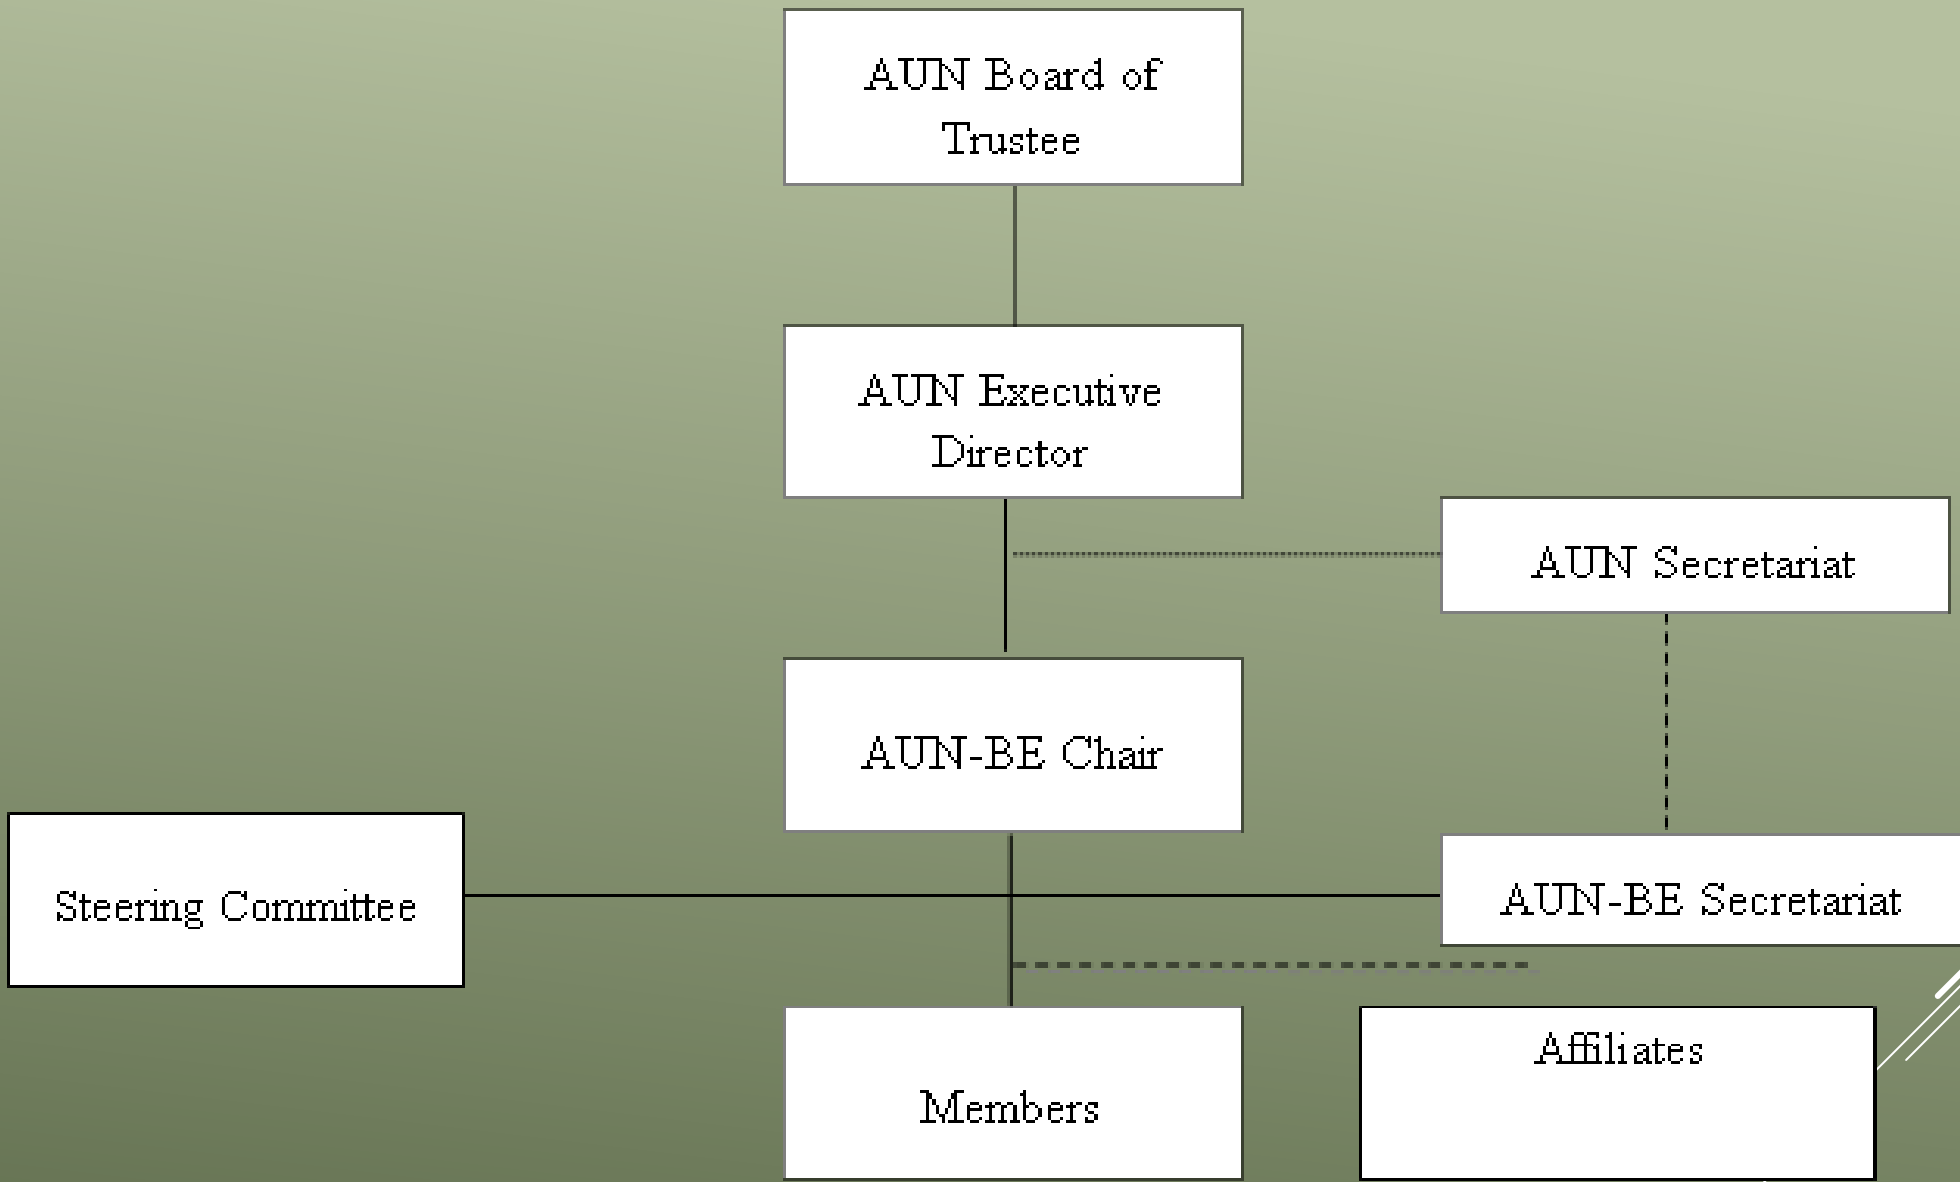 AUN Board of
Trustee
AUN Executive
Director
AUN Secretariat
AUN-BE Chair
Steering Committee
AUN-BE Secretariat
Members
Affiliates